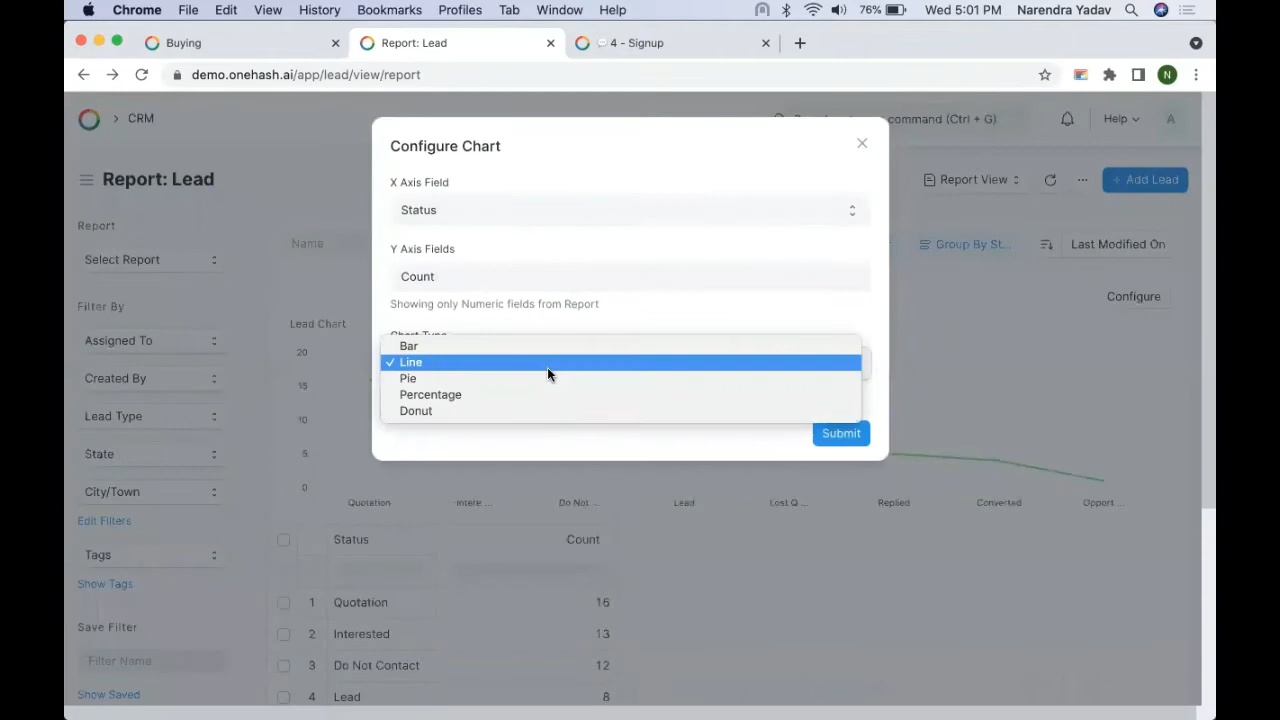 Chrome File Edit View History Bookmarks Profiles Tab Window Help 76% Wed 5:01 PM Narendra Yadav
Buying Report: Lead 4 - Signup
demo.onehash.ai/app/lead/view/report N
CRM command (Ctrl + G) Help A
Configure Chart
Report: Lead Report View + Add Lead
X Axis Field
Status
Report
Select Report
Name Group By St... Last Modified On
Y Axis Fields
Count
Showing only Numeric fields from Report
Configure
Filter By
Assigned To
Created By
Lead Type
State
City/Town
Edit Filters
Tags
Show Tags
Save Filter
Filter Name
Show Saved
Lead Chart
Chart Type
Bar
✓ Line
Pie
Percentage
Donut
Submit
20
15
10
5
0
Quotation Intere ... Do Not ... Lead Lost Q ... Replied Converted Opport ...
Status Count
1 Quotation 16
2 Interested 13
3 Do Not Contact 12
4 Lead 8